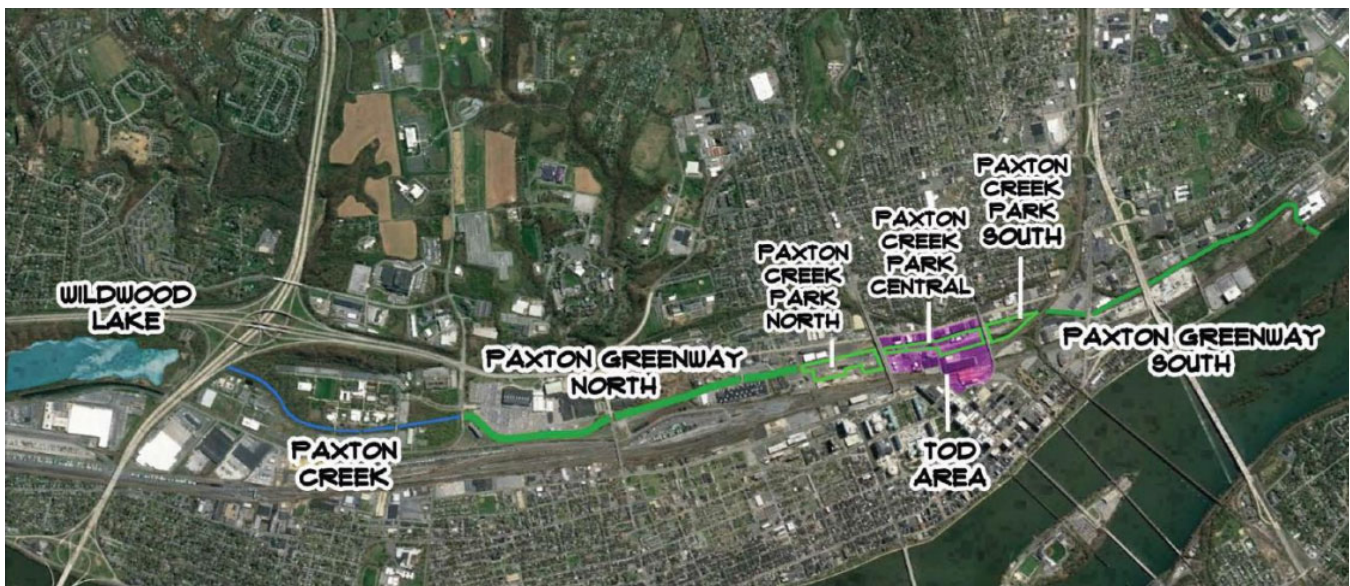 WILDWOOD
LAKE
PAXTON
CREEK
PAXTON GREENWAY
NORTH
PAXTON
CREEK
PARK
NORTH
PAXTON
CREEK
PARK
CENTRAL
PAXTON
CREEK
PARK
SOUTH
TOD
AREA
PAXTON GREENWAY
SOUTH